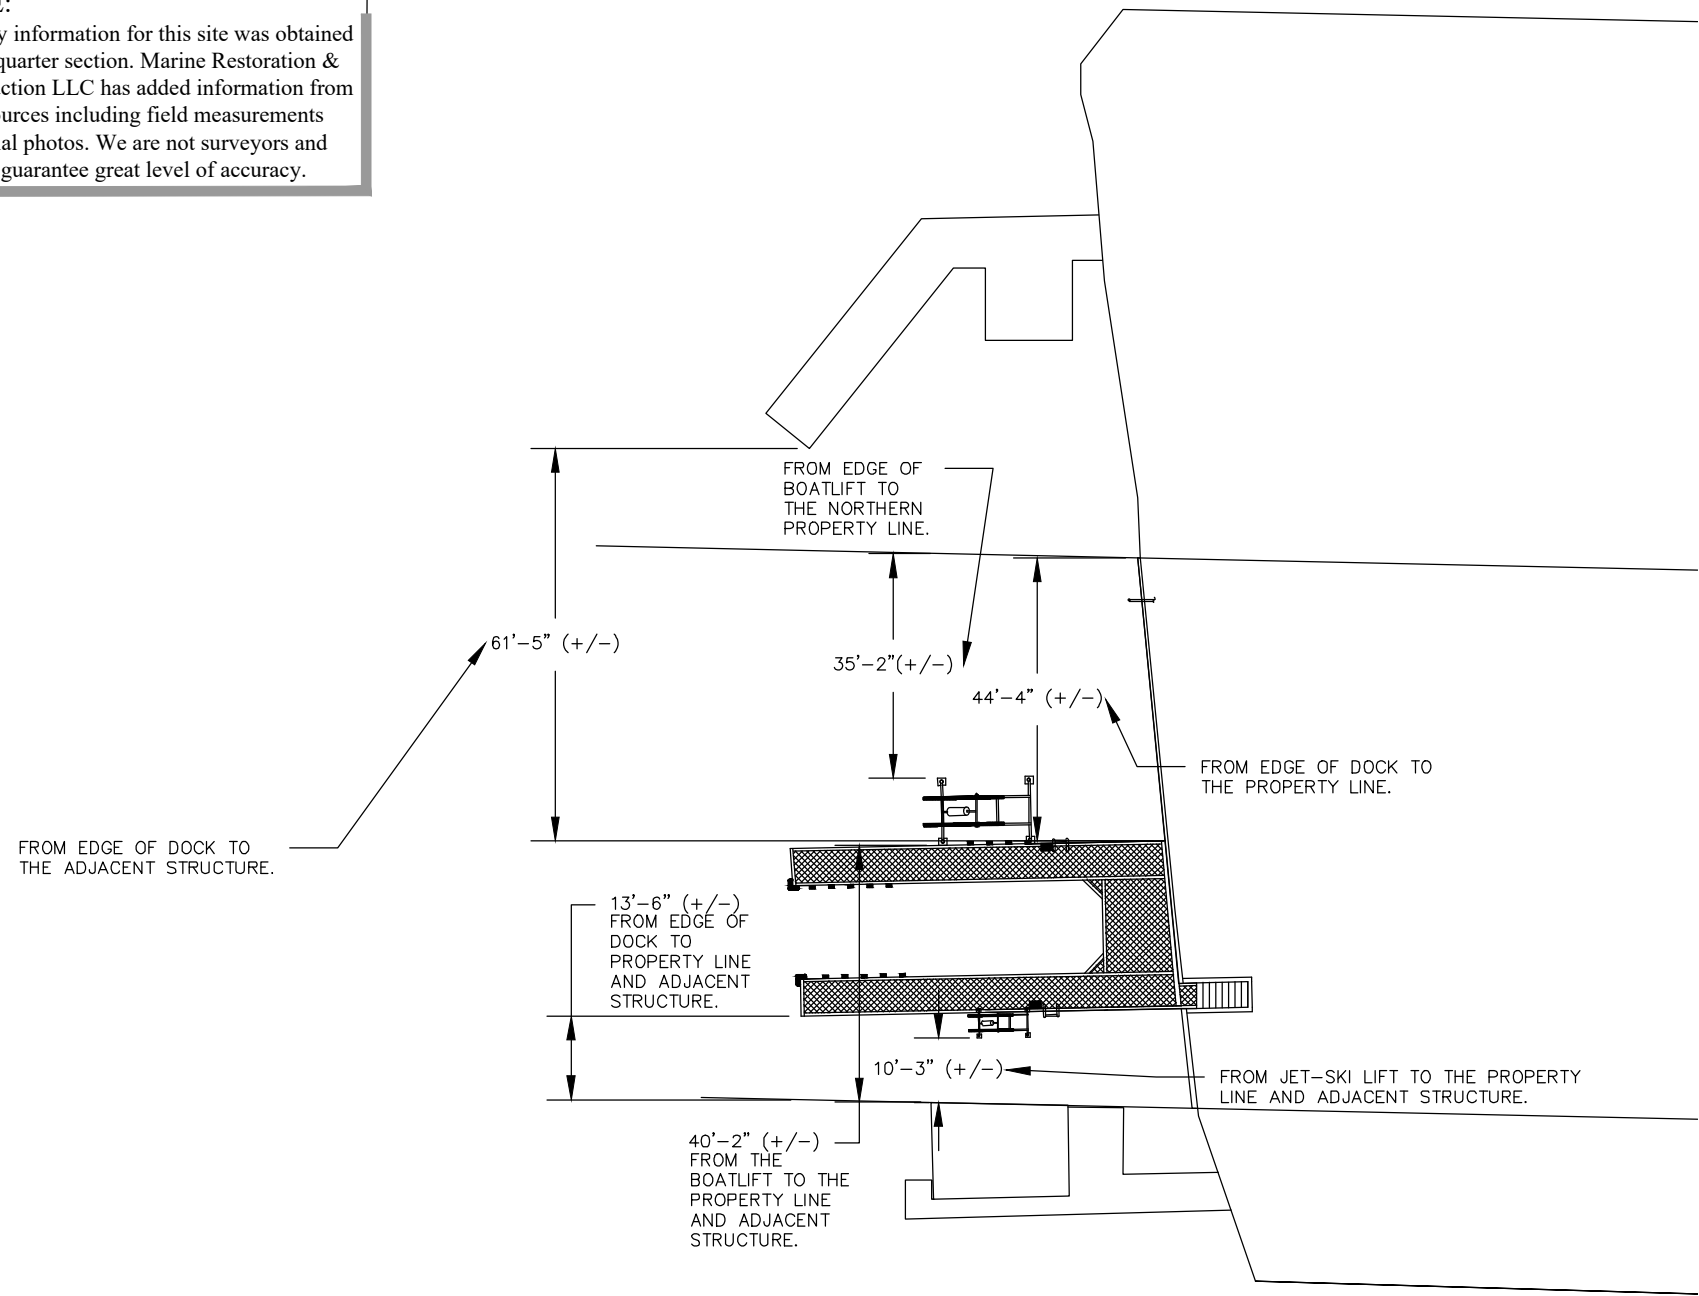 E:
y information for this site was obtained
quarter section. Marine Restoration &
ction LLC has added information from
urces including field measurements
al photos. We are not surveyors and
guarantee great level of accuracy.
FROM EDGE OF
BOATLIFT TO
THE NORTHERN
PROPERTY LINE.
61'-5" (+/-)
35'-2"(+/-)
44'-4" (+/-)
FROM EDGE OF DOCK TO
THE PROPERTY LINE.
FROM EDGE OF DOCK TO
THE ADJACENT STRUCTURE.
13'-6" (+/-)
FROM EDGE OF
DOCK TO
PROPERTY LINE
AND ADJACENT
STRUCTURE.
10'-3" (+/-)
FROM JET-SKI LIFT TO THE PROPERTY
LINE AND ADJACENT STRUCTURE.
40'-2" (+/-)
FROM THE
BOATLIFT TO THE
PROPERTY LINE
AND ADJACENT
STRUCTURE.